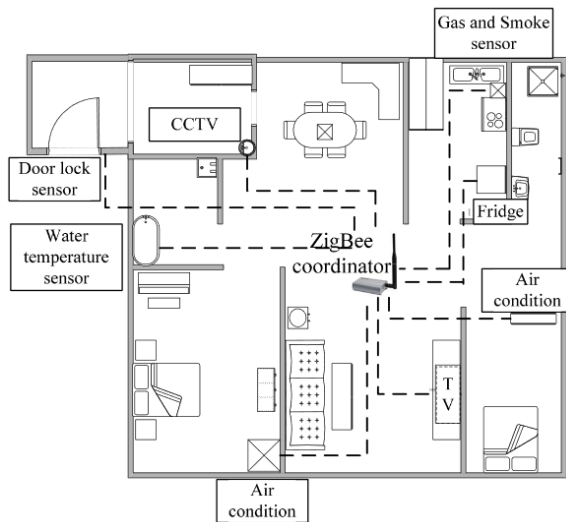 Gas and Smoke
sensor
CCTV
Door lock
sensor
Fridge
Water
temperature
sensor
ZigBee
coordinator
Air
condition
T
V
Air
condition